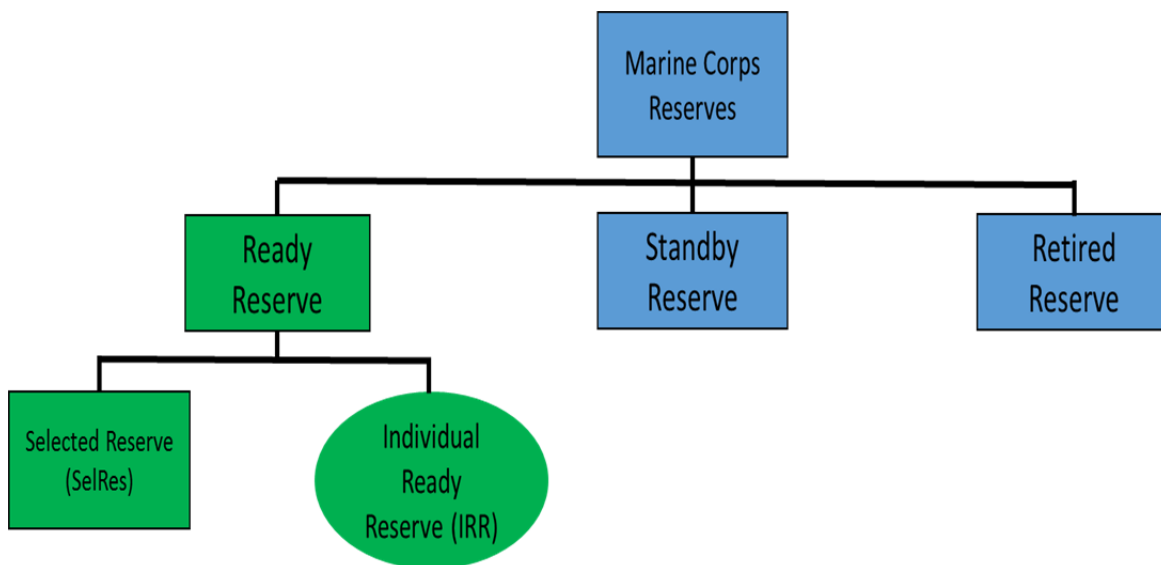 Marine Corps
Reserves
Ready
Reserve
Standby
Reserve
Retired
Reserve
Selected Reserve
(SelRes)
Individual
Ready
Reserve (IRR)